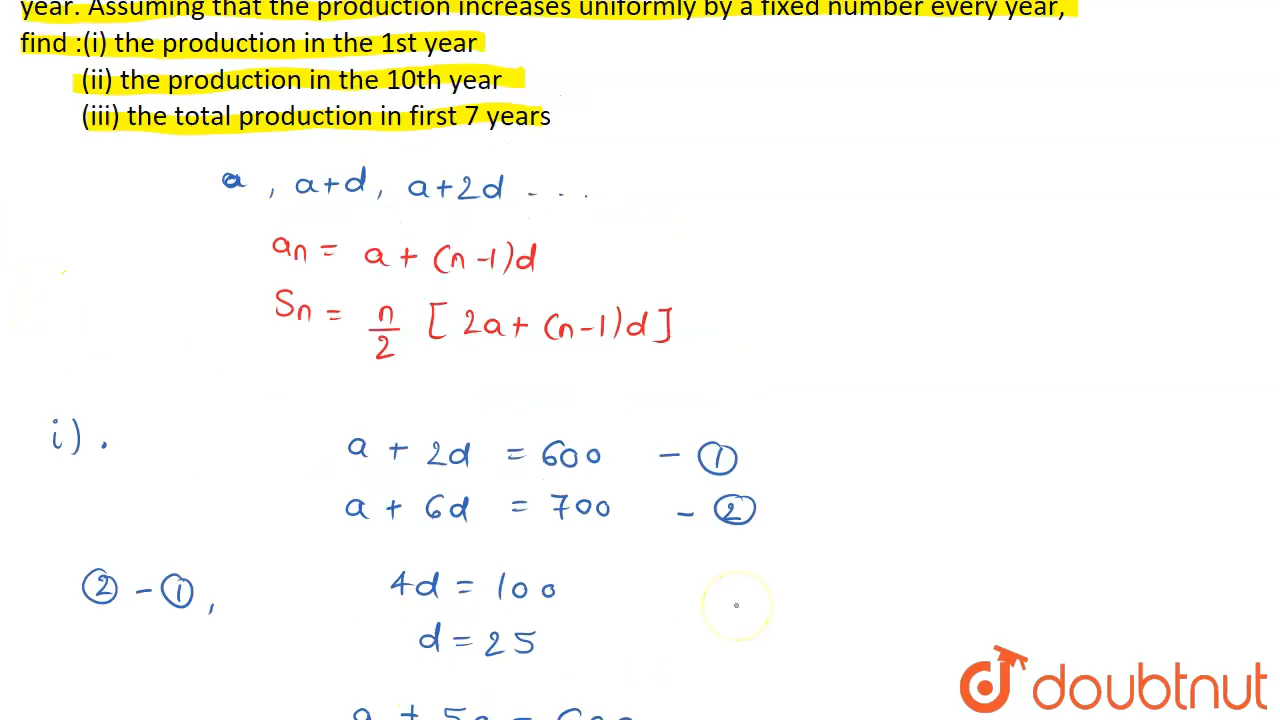 year. Assuming that the production increases uniformly by a fixed number every year,
find :(i) the production in the 1st year
(ii) the production in the 10th year
(iii) the total production in first 7 years
a , a+d, a+2d - - - .
an = a + (n-1)d
Sn = n/2 [ 2a + (n-1)d ]
i) .
a + 2d = 600 - ①
a + 6d = 700 - ②
② - ①, 4d = 100
d = 25
a + 50 = 600
doubtnut